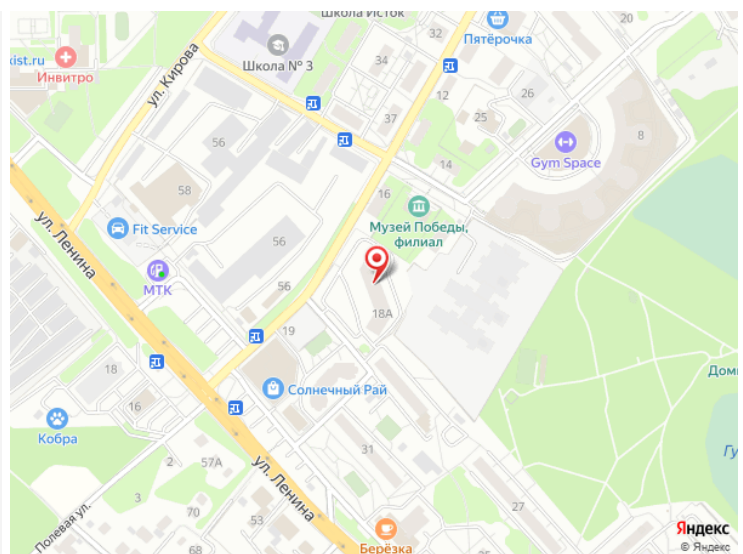 Школа Исток
20
Пятёрочка
32
xist.ru
Инвитро
Школа № 3
34
ул. Кирова
12
26
37
25
56
8
Gym Space
14
58
16
Музей Победы,
филиал
ул. Ленина
Fit Service
56
МТК
56
18А
19
18
Солнечный Рай
Доми
16
Кобра
31
Гу
2
57А
ул. Ленина
3
27
70
53
Полевая ул.
68
Берёзка
Яндекс
© Яндекс